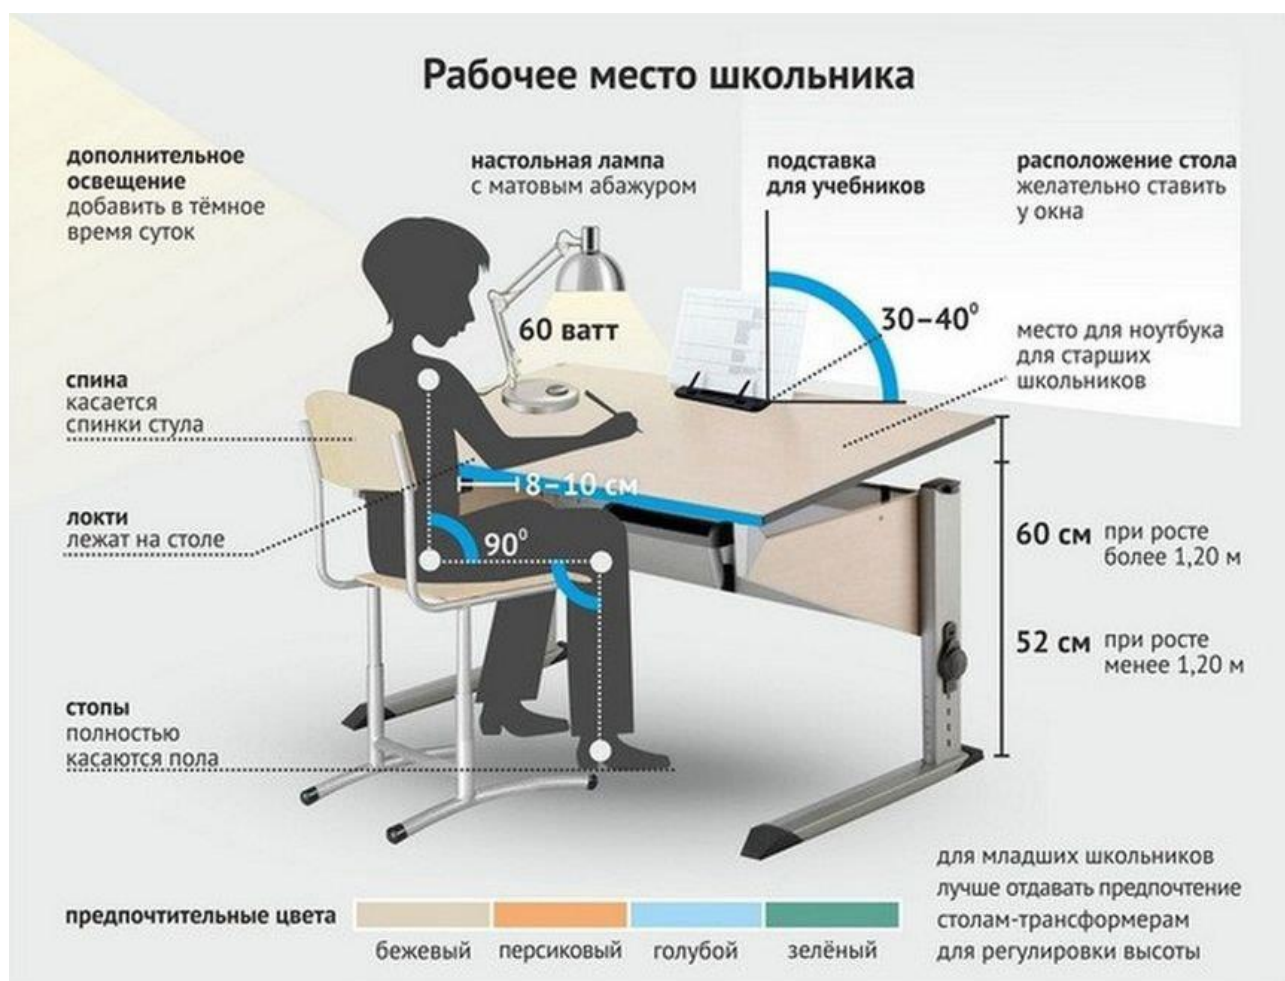 Рабочее место школьника
дополнительное
освещение
добавить в тёмное
время суток
настольная лампа
с матовым абажуром
подставка
для учебников
расположение стола
желательно ставить
у окна
60 ватт
30–40⁰
место для ноутбука
для старших
школьников
спина
касается
спинки стула
8–10 см
локти
лежат на столе
90⁰
60 см при росте
более 1,20 м
52 см при росте
менее 1,20 м
стопы
полностью
касаются пола
для младших школьников
лучше отдавать предпочтение
столам-трансформерам
для регулировки высоты
предпочтительные цвета
бежевый персиковый голубой зелёный